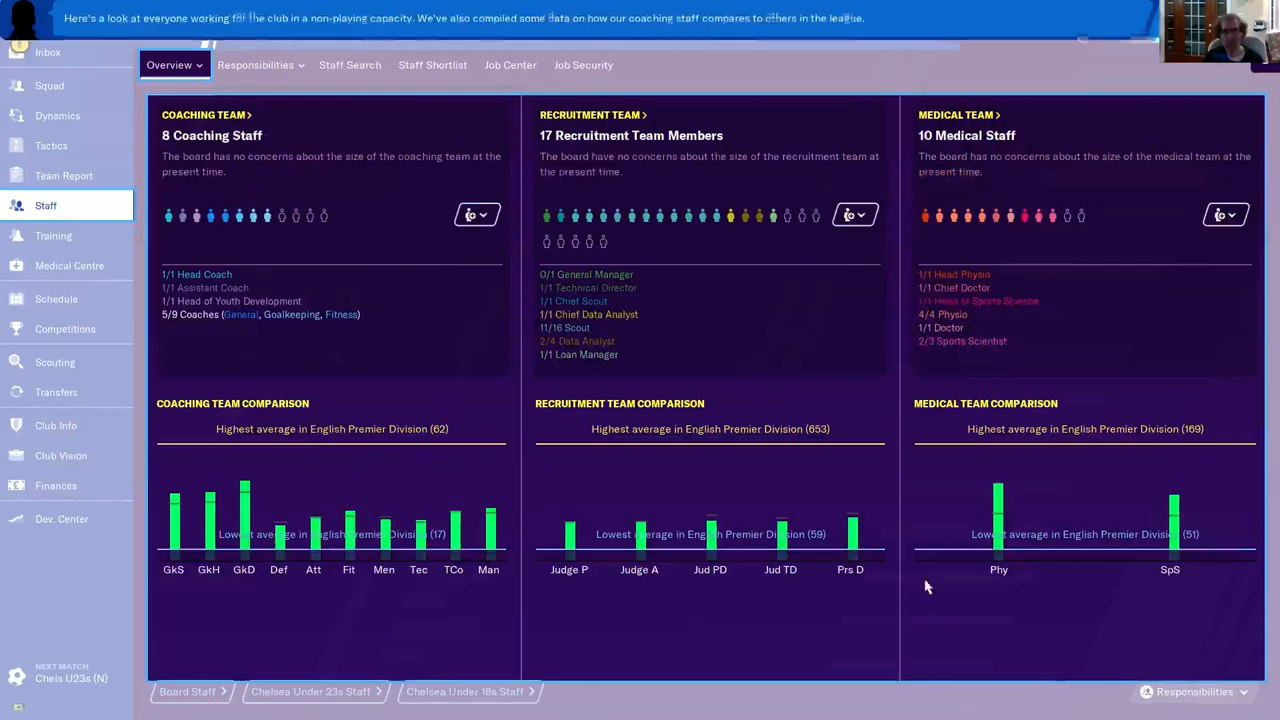 Here's a look at everyone working for the club in a non-playing capacity. We've also compiled some data on how our coaching staff compares to others in the league.
Inbox
Squad
Dynamics
Tactics
Team Report
Staff
Training
Medical Centre
Schedule
Competitions
Scouting
Transfers
Club Info
Club Vision
Finances
Dev. Center
NEXT MATCH
Chels U23s (N)
Overview
Responsibilities
Staff Search
Staff Shortlist
Job Center
Job Security
COACHING TEAM >
8 Coaching Staff
The board has no concerns about the size of the coaching team at the
present time.
1/1 Head Coach
1/1 Assistant Coach
1/1 Head of Youth Development
5/9 Coaches (General, Goalkeeping, Fitness)
RECRUITMENT TEAM >
17 Recruitment Team Members
The board have no concerns about the size of the recruitment team at
the present time.
0/1 General Manager
1/1 Technical Director
1/1 Chief Scout
1/1 Chief Data Analyst
11/16 Scout
2/4 Data Analyst
1/1 Loan Manager
MEDICAL TEAM >
10 Medical Staff
The board has no concerns about the size of the medical team at the
present time.
1/1 Head Physio
1/1 Chief Doctor
1/1 Head of Sports Science
4/4 Physio
1/1 Doctor
2/3 Sports Scientist
COACHING TEAM COMPARISON
Highest average in English Premier Division (62)
Lowest average in English Premier Division (17)
GkS GkH GkD Def Att Fit Men Tec TCo Man
RECRUITMENT TEAM COMPARISON
Highest average in English Premier Division (653)
Lowest average in English Premier Division (59)
Judge P Judge A Jud PD Jud TD Prs D
MEDICAL TEAM COMPARISON
Highest average in English Premier Division (169)
Lowest average in English Premier Division (51)
Phy SpS
Board Staff >
Chelsea Under 23s Staff >
Chelsea Under 18s Staff >
Responsibilities